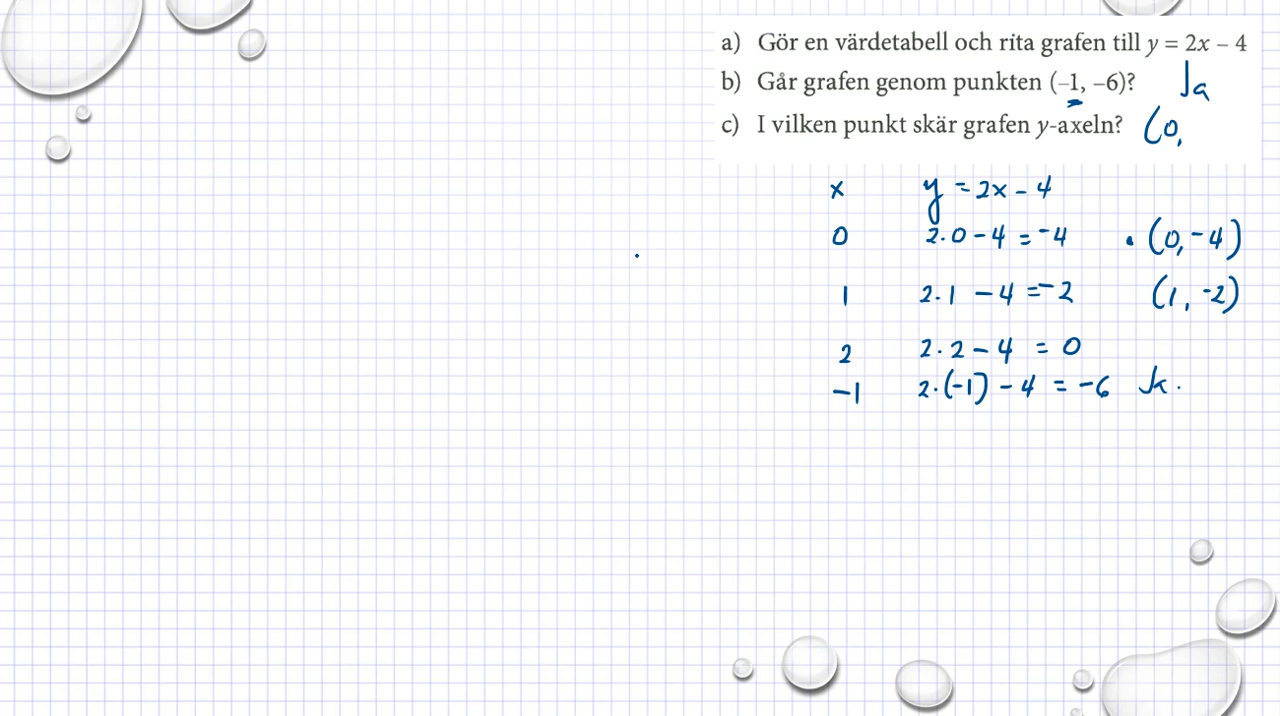 a) Gör en värdetabell och rita grafen till y = 2x – 4
b) Går grafen genom punkten (–1, –6)? Ja
c) I vilken punkt skär grafen y-axeln? (0,
x y = 2x - 4
0 2·0 - 4 = -4 · (0, -4)
1 2·1 - 4 = -2 (1, -2)
2 2·2 - 4 = 0
-1 2·(-1) - 4 = -6